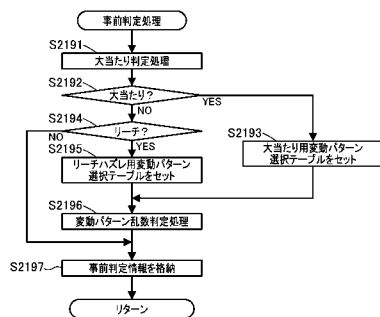 事前判定処理
S2191
大当たり判定処理
S2192
大当たり?
YES
NO
S2194
リーチ?
NO
YES
S2193
大当たり用変動パターン
選択テーブルをセット
S2195
リーチハズレ用変動パターン
選択テーブルをセット
S2196
変動パターン乱数判定処理
S2197
事前判定情報を格納
リターン